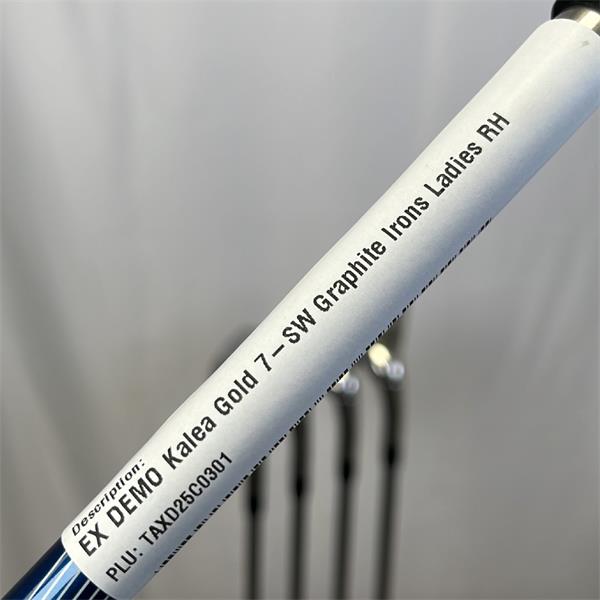 Description:
EX DEMO Kalea Gold 7-SW Graphite Irons Ladies RH
PLU: TAXD25C0301